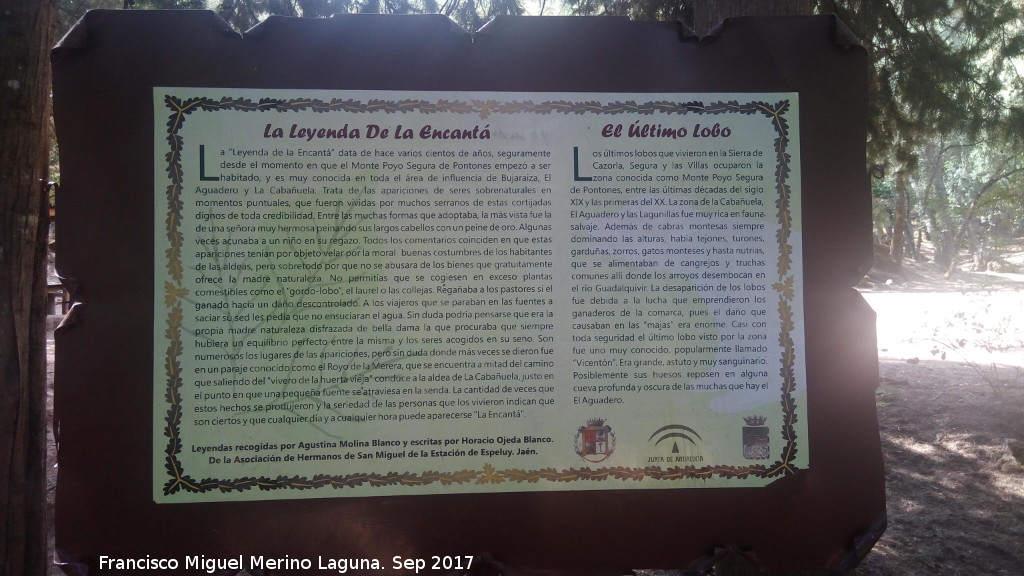 La Leyenda De La Encantá
La "Leyenda de la Encantá" data de hace varios cientos de años, seguramente
desde el momento en que el Monte Poyo Segura de Pontones empezó a ser
habitado, y es muy conocida en toda el área de influencia de Bujaraiza, El
Aguadero y La Cabañuela. Trata de las apariciones de seres sobrenaturales en
momentos puntuales, que fueron vividas por muchos serranos de estas cortijadas
dignos de toda credibilidad. Entre las muchas formas que adoptaba, la más vista fue la
de una señora muy hermosa peinando sus largos cabellos con un peine de oro. Algunas
veces acunaba a un niño en su regazo. Todos los comentarios coinciden en que estas
apariciones tenían por objeto velar por la moral buenas costumbres de los habitantes
de las aldeas, y sobretodo por que no se abusara de los bienes que gratuitamente
ofrece la madre naturaleza. No permitías que se cogiesen en exceso plantas
comestibles como el "gordo-lobo", el laurel o las collejas. Regañaba a los pastores si el
ganado hacía un daño descontrolado. A los viajeros que se paraban en las fuentes a
saciar su sed les pedía que no ensuciaran el agua. Sin duda podría pensarse que era la
propia madre naturaleza disfrazada de bella dama la que procuraba que siempre
hubiera un equilibrio perfecto entre la misma y los seres acogidos en su seno. Son
numerosos los lugares de las apariciones, pero sin duda donde más veces se dieron fue
en un paraje conocido como el Royo de la Merera, que se encuentra a mitad del camino
que saliendo del "vivero de la huerta vieja" conduce a la aldea de La Cabañuela, justo en
el punto en que una pequeña fuente se atraviesa en la senda. La cantidad de veces que
estos hechos se produjeron y la seriedad de las personas que los vivieron indican que
son ciertos y que cualquier día y a cualquier hora puede aparecerse "La Encantá".
Leyendas recogidas por Agustina Molina Blanco y escritas por Horacio Ojeda Blanco.
De la Asociación de Hermanos de San Miguel de la Estación de Espeluy. Jaén.
El Último Lobo
Los últimos lobos que vivieron en la Sierra de
Cazorla, Segura y las Villas ocuparon la
zona conocida como Monte Poyo Segura
de Pontones, entre las últimas décadas del siglo
XIX y las primeras del XX. La zona de la Cabañuela,
El Aguadero y las Lagunillas fue muy rica en fauna
salvaje. Además de cabras montesas siempre
dominando las alturas, había tejones, turones,
garduñas, zorros, gatos monteses y hasta nutrias,
que se alimentaban de cangrejos y truchas
comunes allí donde los arroyos desembocan en
el río Guadalquivir. La desaparición de los lobos
fue debida a la lucha que emprendieron los
ganaderos de la comarca, pues el daño que
causaban en las "majas" era enorme. Casi con
toda seguridad el último lobo visto por la zona
fue uno muy conocido, popularmente llamado
"Vicentón". Era grande, astuto y muy sanguinario.
Posiblemente sus huesos reposen en alguna
cueva profunda y oscura de las muchas que hay el
El Aguadero.
JUNTA DE ANDALUCIA
Francisco Miguel Merino Laguna. Sep 2017